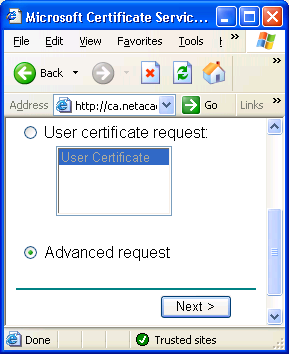 Microsoft Certificate Servic...
File Edit View Favorites Tools
Back
Address http://ca.netaca Go Links
User certificate request:
User Certificate
Advanced request
Next >
Done Trusted sites